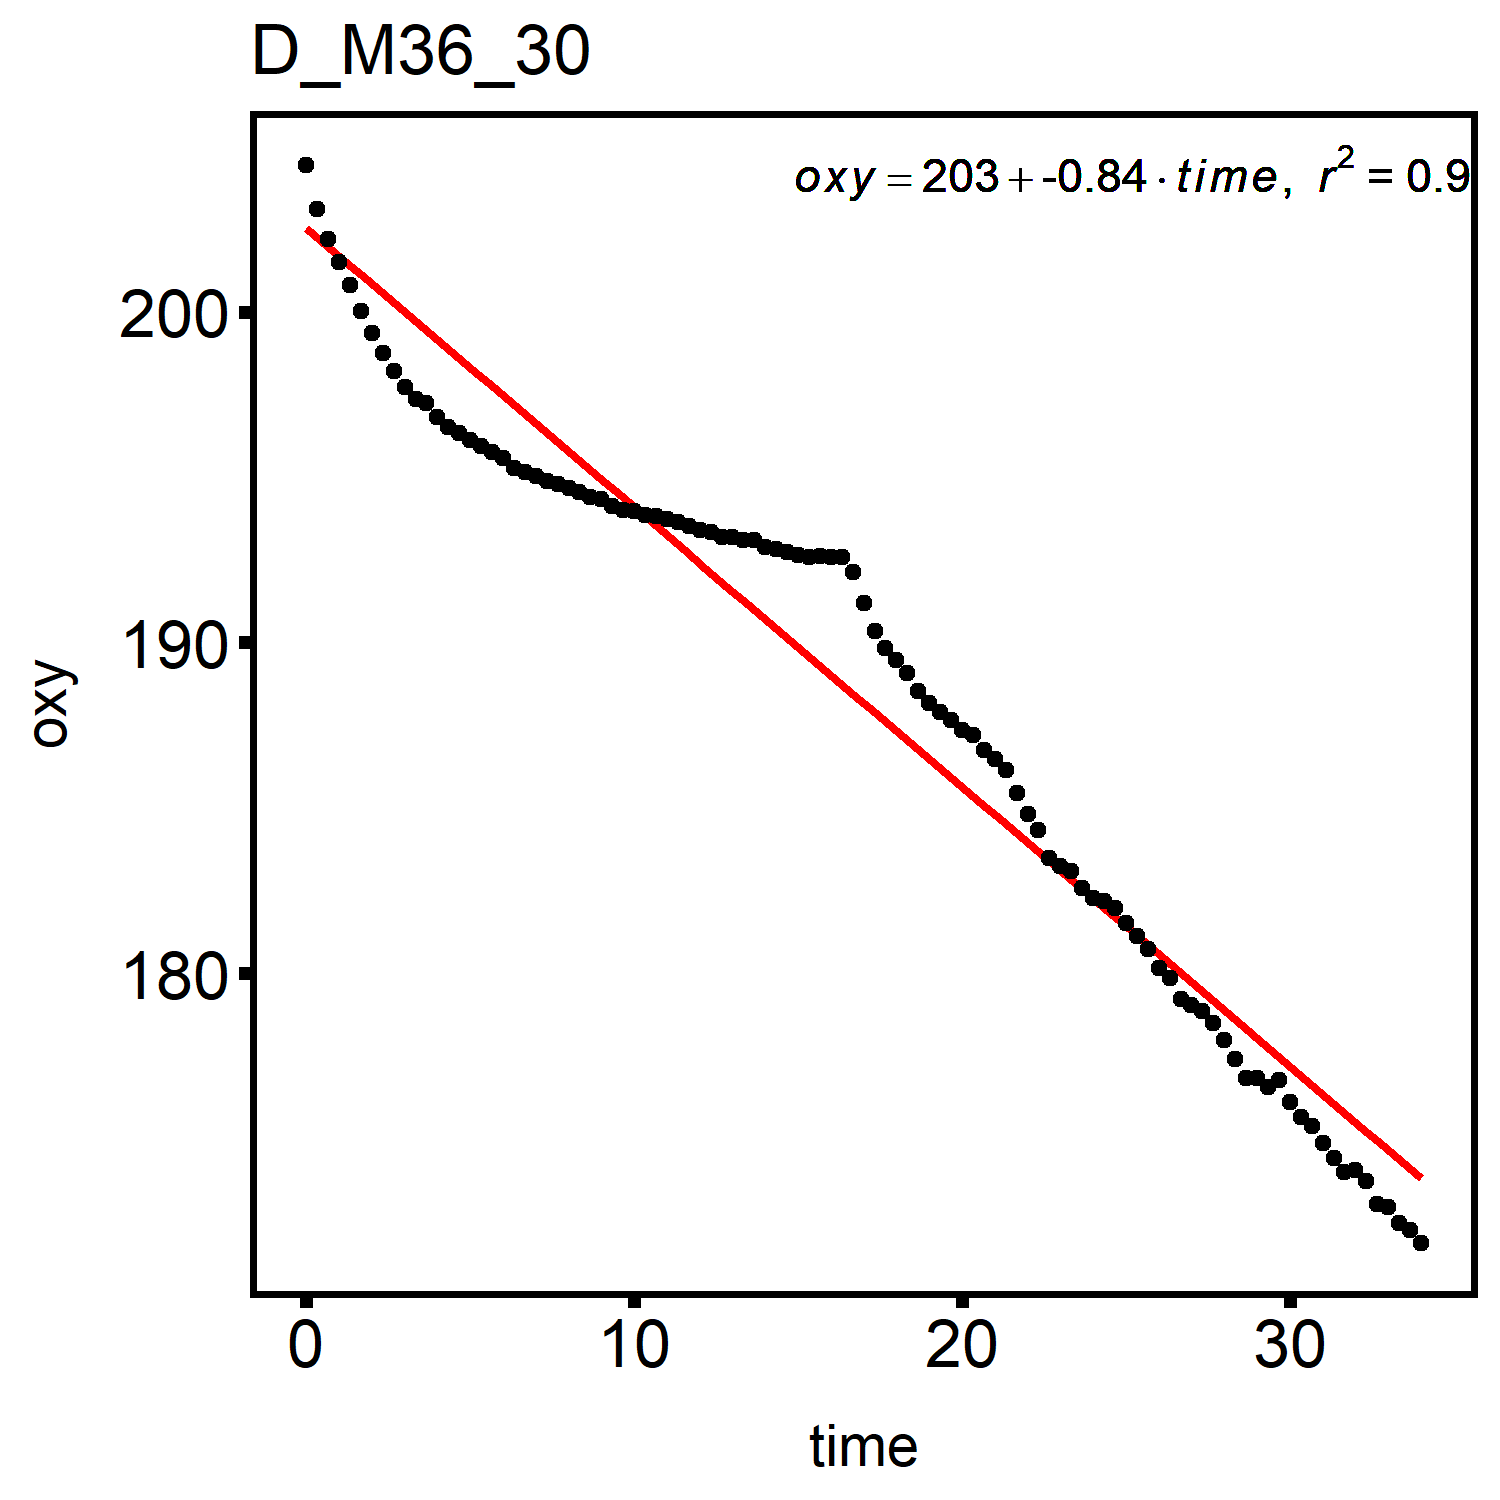 D_M36_30
oxy = 203 + -0.84 · time, r² = 0.9
200
190
180
oxy
0 10 20 30
time